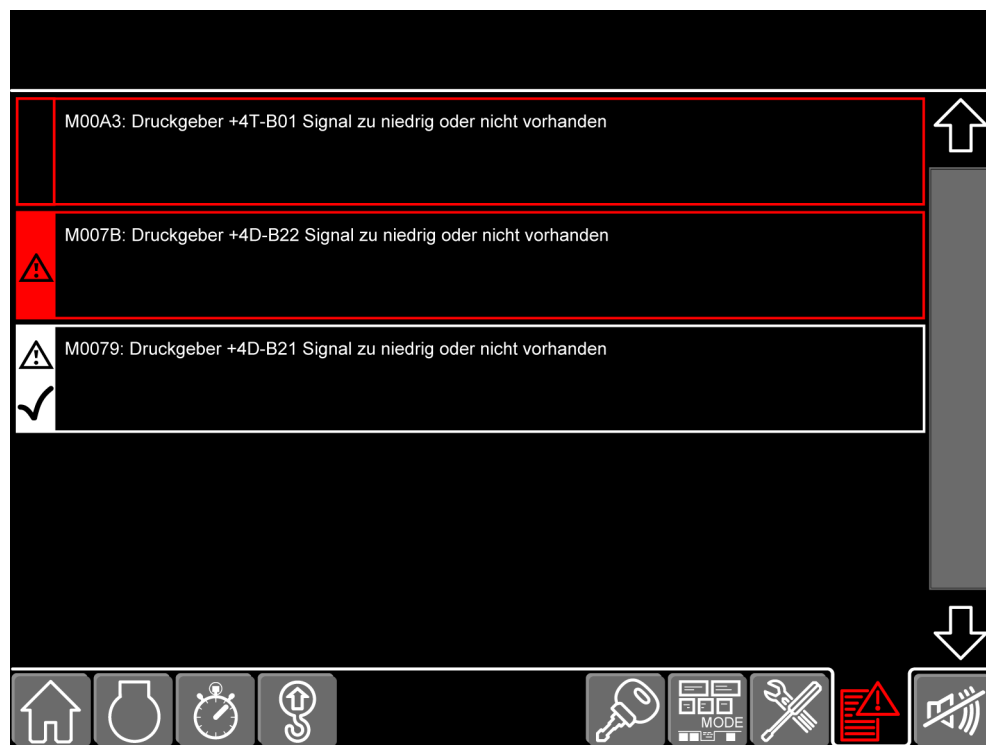 M00A3: Druckgeber +4T-B01 Signal zu niedrig oder nicht vorhanden
M007B: Druckgeber +4D-B22 Signal zu niedrig oder nicht vorhanden
M0079: Druckgeber +4D-B21 Signal zu niedrig oder nicht vorhanden
MODE